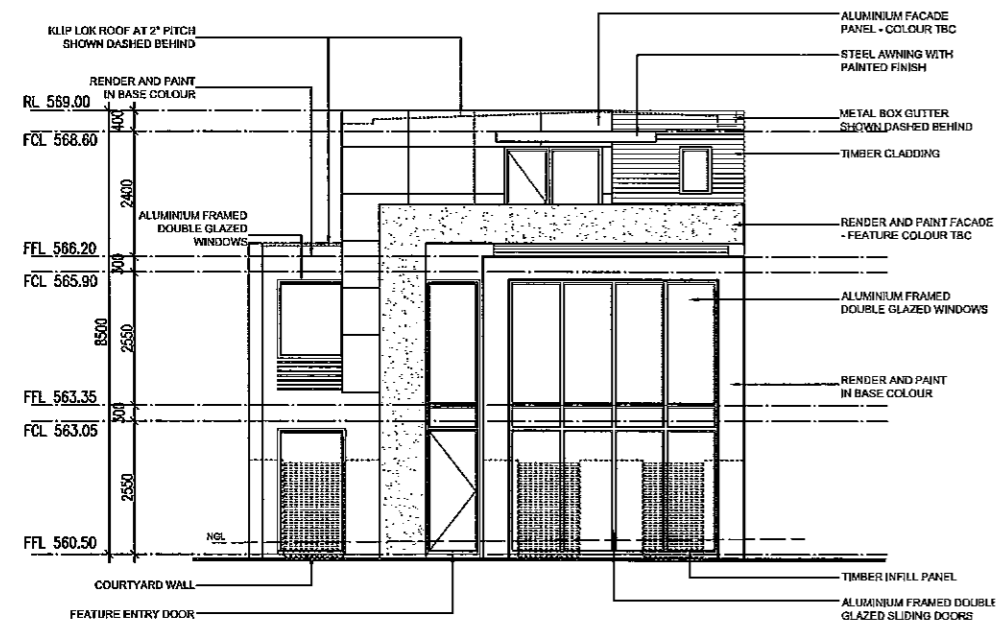 KLIP LOK ROOF AT 2° PITCH
SHOWN DASHED BEHIND
RENDER AND PAINT
IN BASE COLOUR
RL 569.00
400
FCL 568.60
2400
ALUMINIUM FRAMED
DOUBLE GLAZED
WINDOWS
FFL 566.20
300
FCL 565.90
8500
2550
FFL 563.35
300
FCL 563.05
2550
FFL 560.50
NGL
COURTYARD WALL
FEATURE ENTRY DOOR
ALUMINIUM FACADE
PANEL - COLOUR TBC
STEEL AWNING WITH
PAINTED FINISH
METAL BOX GUTTER
SHOWN DASHED BEHIND
TIMBER CLADDING
RENDER AND PAINT FACADE
- FEATURE COLOUR TBC
ALUMINIUM FRAMED
DOUBLE GLAZED WINDOWS
RENDER AND PAINT
IN BASE COLOUR
TIMBER INFILL PANEL
ALUMINIUM FRAMED DOUBLE
GLAZED SLIDING DOORS